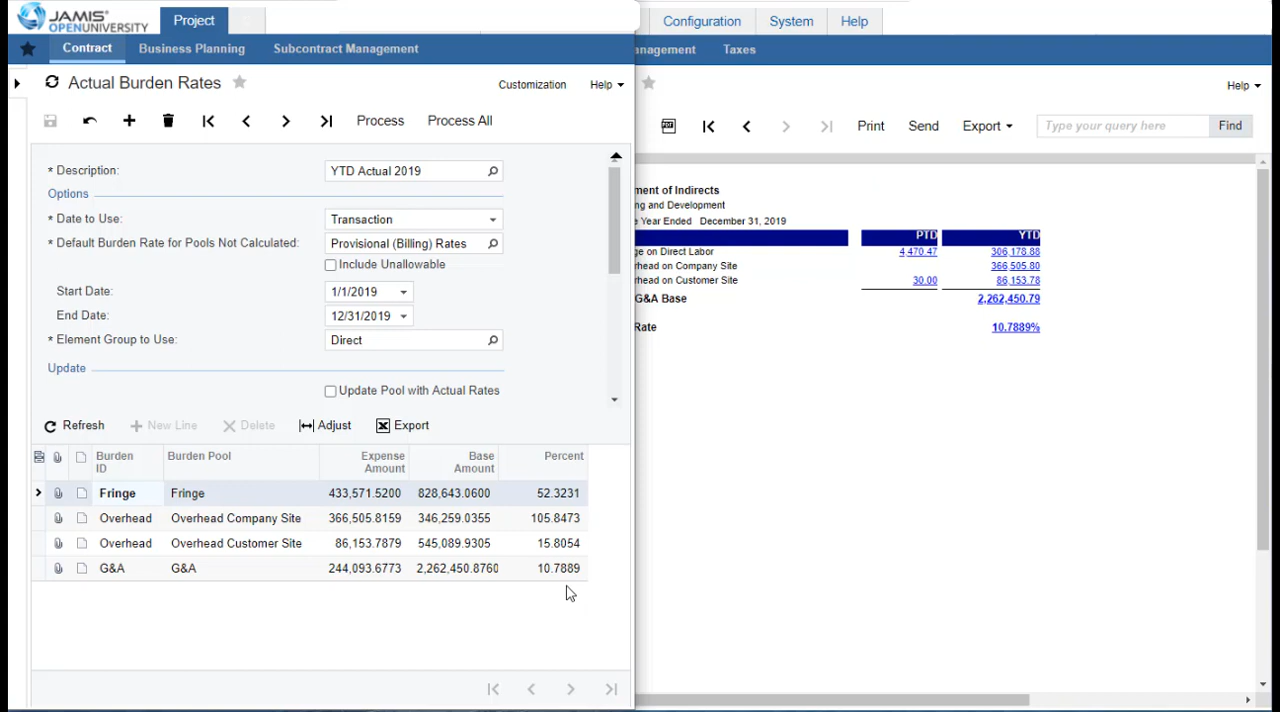 JAMIS
OPENUNIVERSITY
Project
Configuration System Help
Contract Business Planning Subcontract Management
anagement Taxes
Actual Burden Rates
Customization Help
Help
Process Process All
Print Send Export Type your query here Find
* Description: YTD Actual 2019
Options
* Date to Use: Transaction
* Default Burden Rate for Pools Not Calculated: Provisional (Billing) Rates
Include Unallowable
Start Date: 1/1/2019
End Date: 12/31/2019
* Element Group to Use: Direct
Update
Update Pool with Actual Rates
Refresh New Line Delete Adjust Export
Burden ID Burden Pool Expense Amount Base Amount Percent
Fringe Fringe 433,571.5200 828,643.0600 52.3231
Overhead Overhead Company Site 366,505.8159 346,259.0355 105.8473
Overhead Overhead Customer Site 86,153.7879 545,089.9305 15.8054
G&A G&A 244,093.6773 2,262,450.8760 10.7889
ment of Indirects
ng and Development
e Year Ended December 31, 2019
PTD YTD
ge on Direct Labor 4,470.47 306,178.88
rhead on Company Site 366,505.80
rhead on Customer Site 30.00 86,153.78
G&A Base 2,262,450.79
Rate 10.7889%